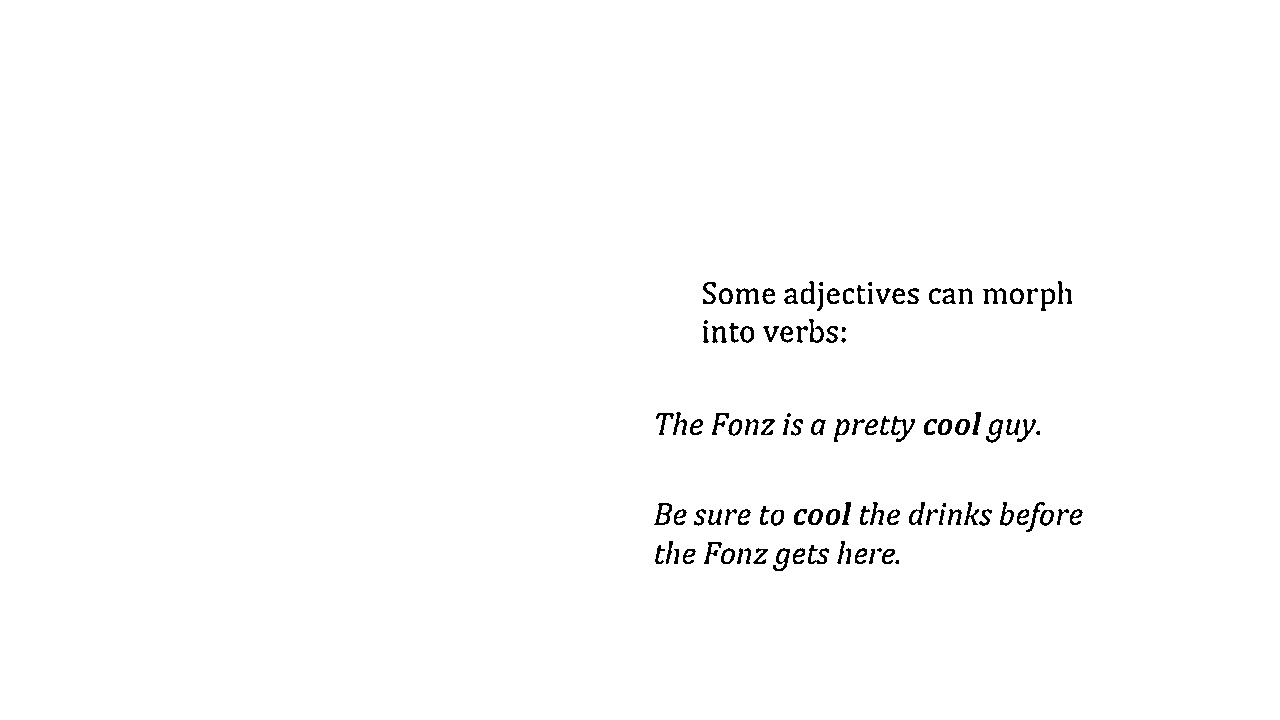 Some adjectives can morph
into verbs:
The Fonz is a pretty cool guy.
Be sure to cool the drinks before
the Fonz gets here.